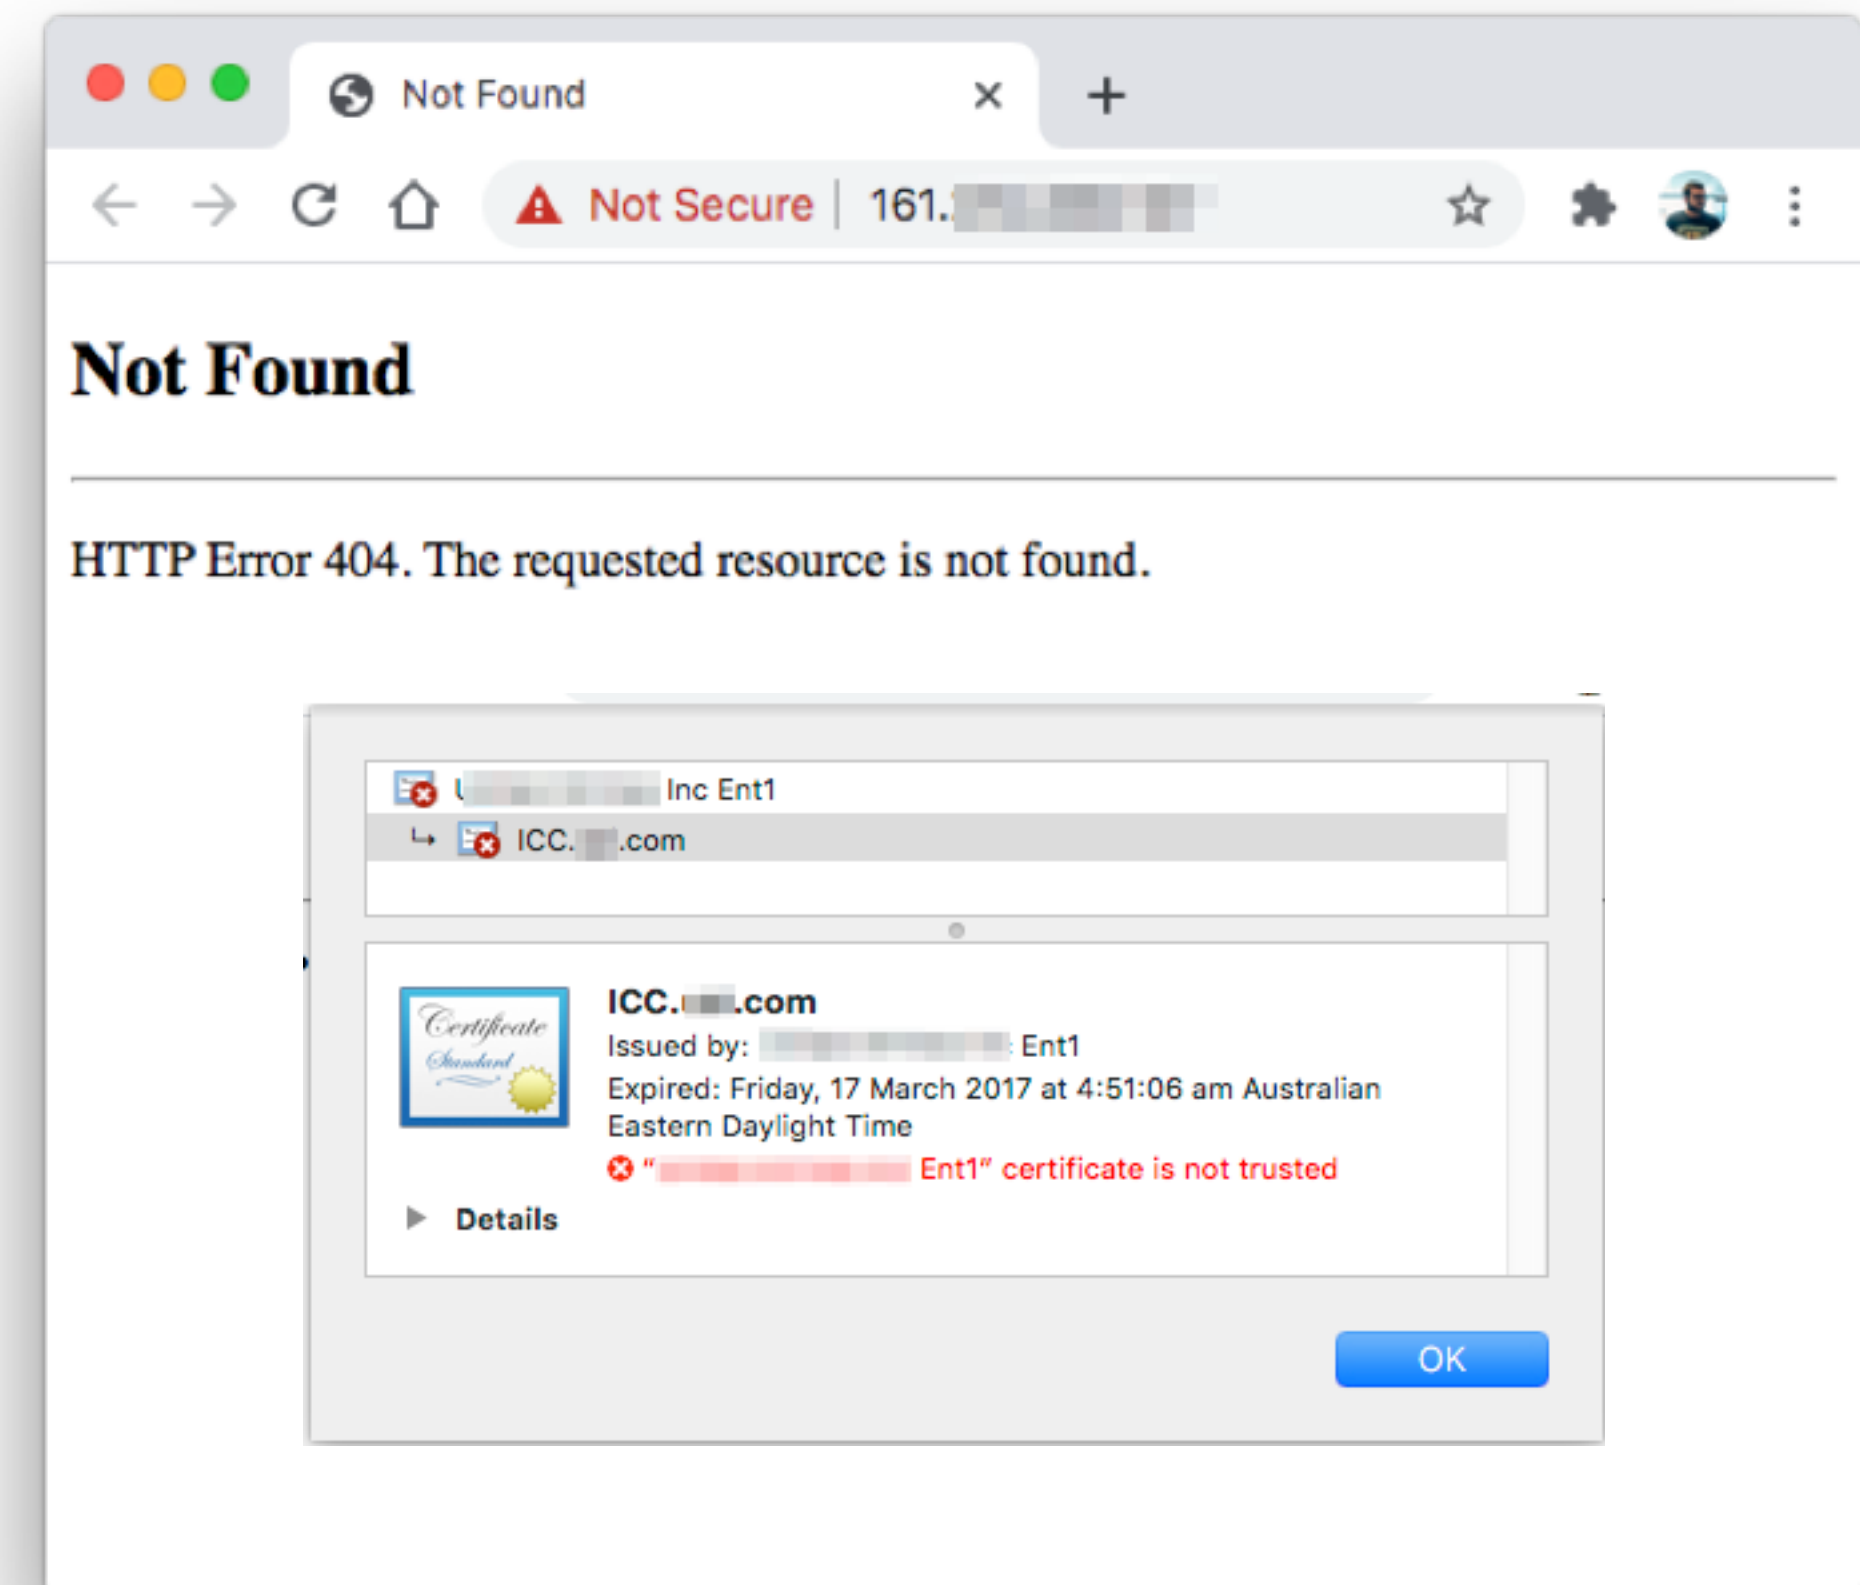 Not Found
Not Secure
161.
Not Found
HTTP Error 404. The requested resource is not found.
Inc Ent1
ICC. .com
Certificate
Standard
ICC. .com
Issued by: Ent1
Expired: Friday, 17 March 2017 at 4:51:06 am Australian
Eastern Daylight Time
" Ent1" certificate is not trusted
Details
OK